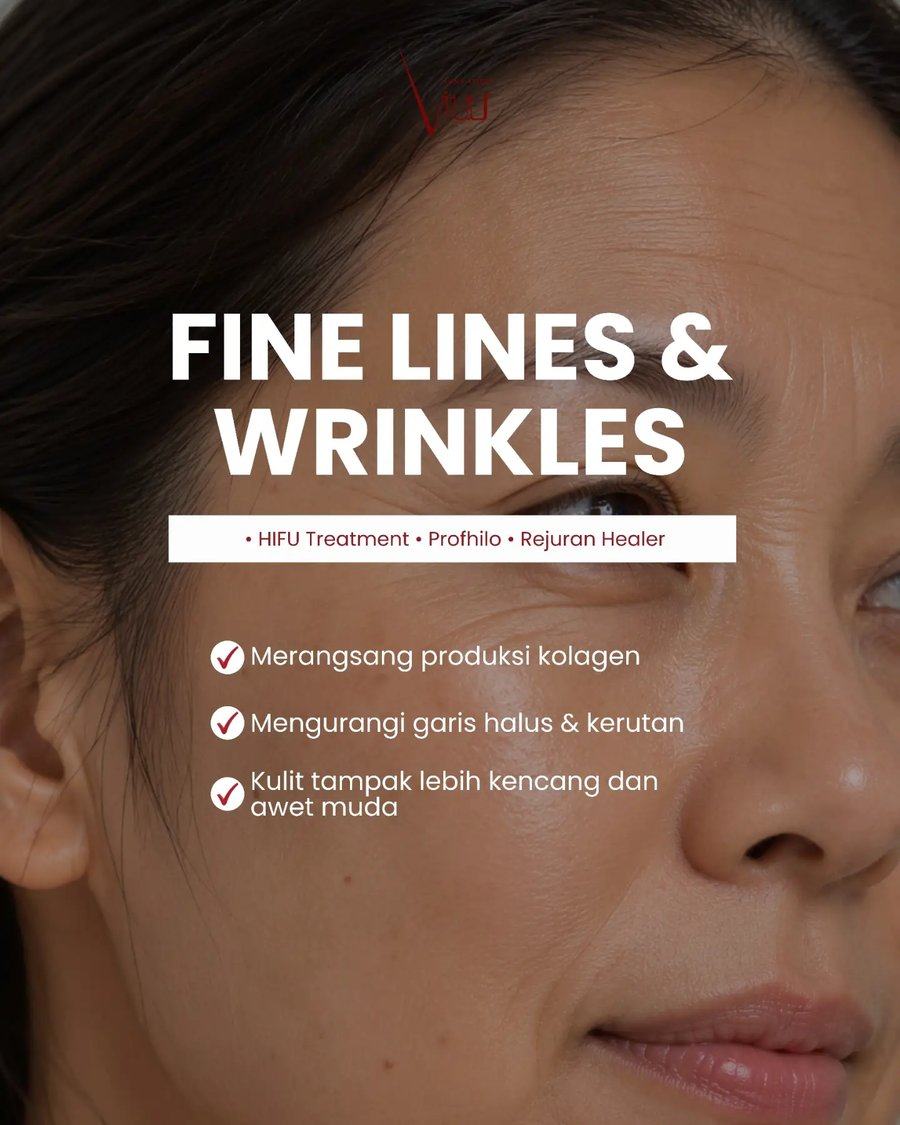 FINE LINES &
WRINKLES
• HIFU Treatment • Profhilo • Rejuran Healer
Merangsang produksi kolagen
Mengurangi garis halus & kerutan
Kulit tampak lebih kencang dan
awet muda